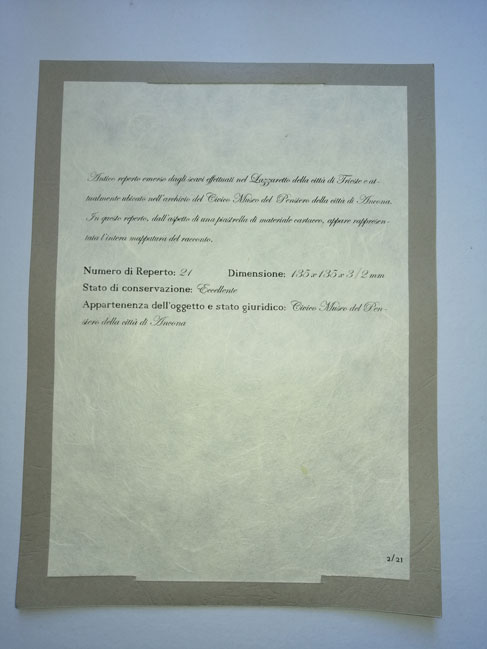 Antico reperto emerso dagli scavi effettuati nel Lazzaretto della città di Trieste e at-
tualmente ubicato nell'archivio del Civico Museo del Pensiero della città di Ancona.
In questo reperto, dall'aspetto di una piastrella di materiale cartaceo, appare rappresen-
tata l'intera mappatura del racconto.
Numero di Reperto: 21 Dimensione: 135 x 135 x 3/2 mm
Stato di conservazione: Eccellente
Appartenenza dell'oggetto e stato giuridico: Civico Museo del Pen-
siero della città di Ancona
2/21